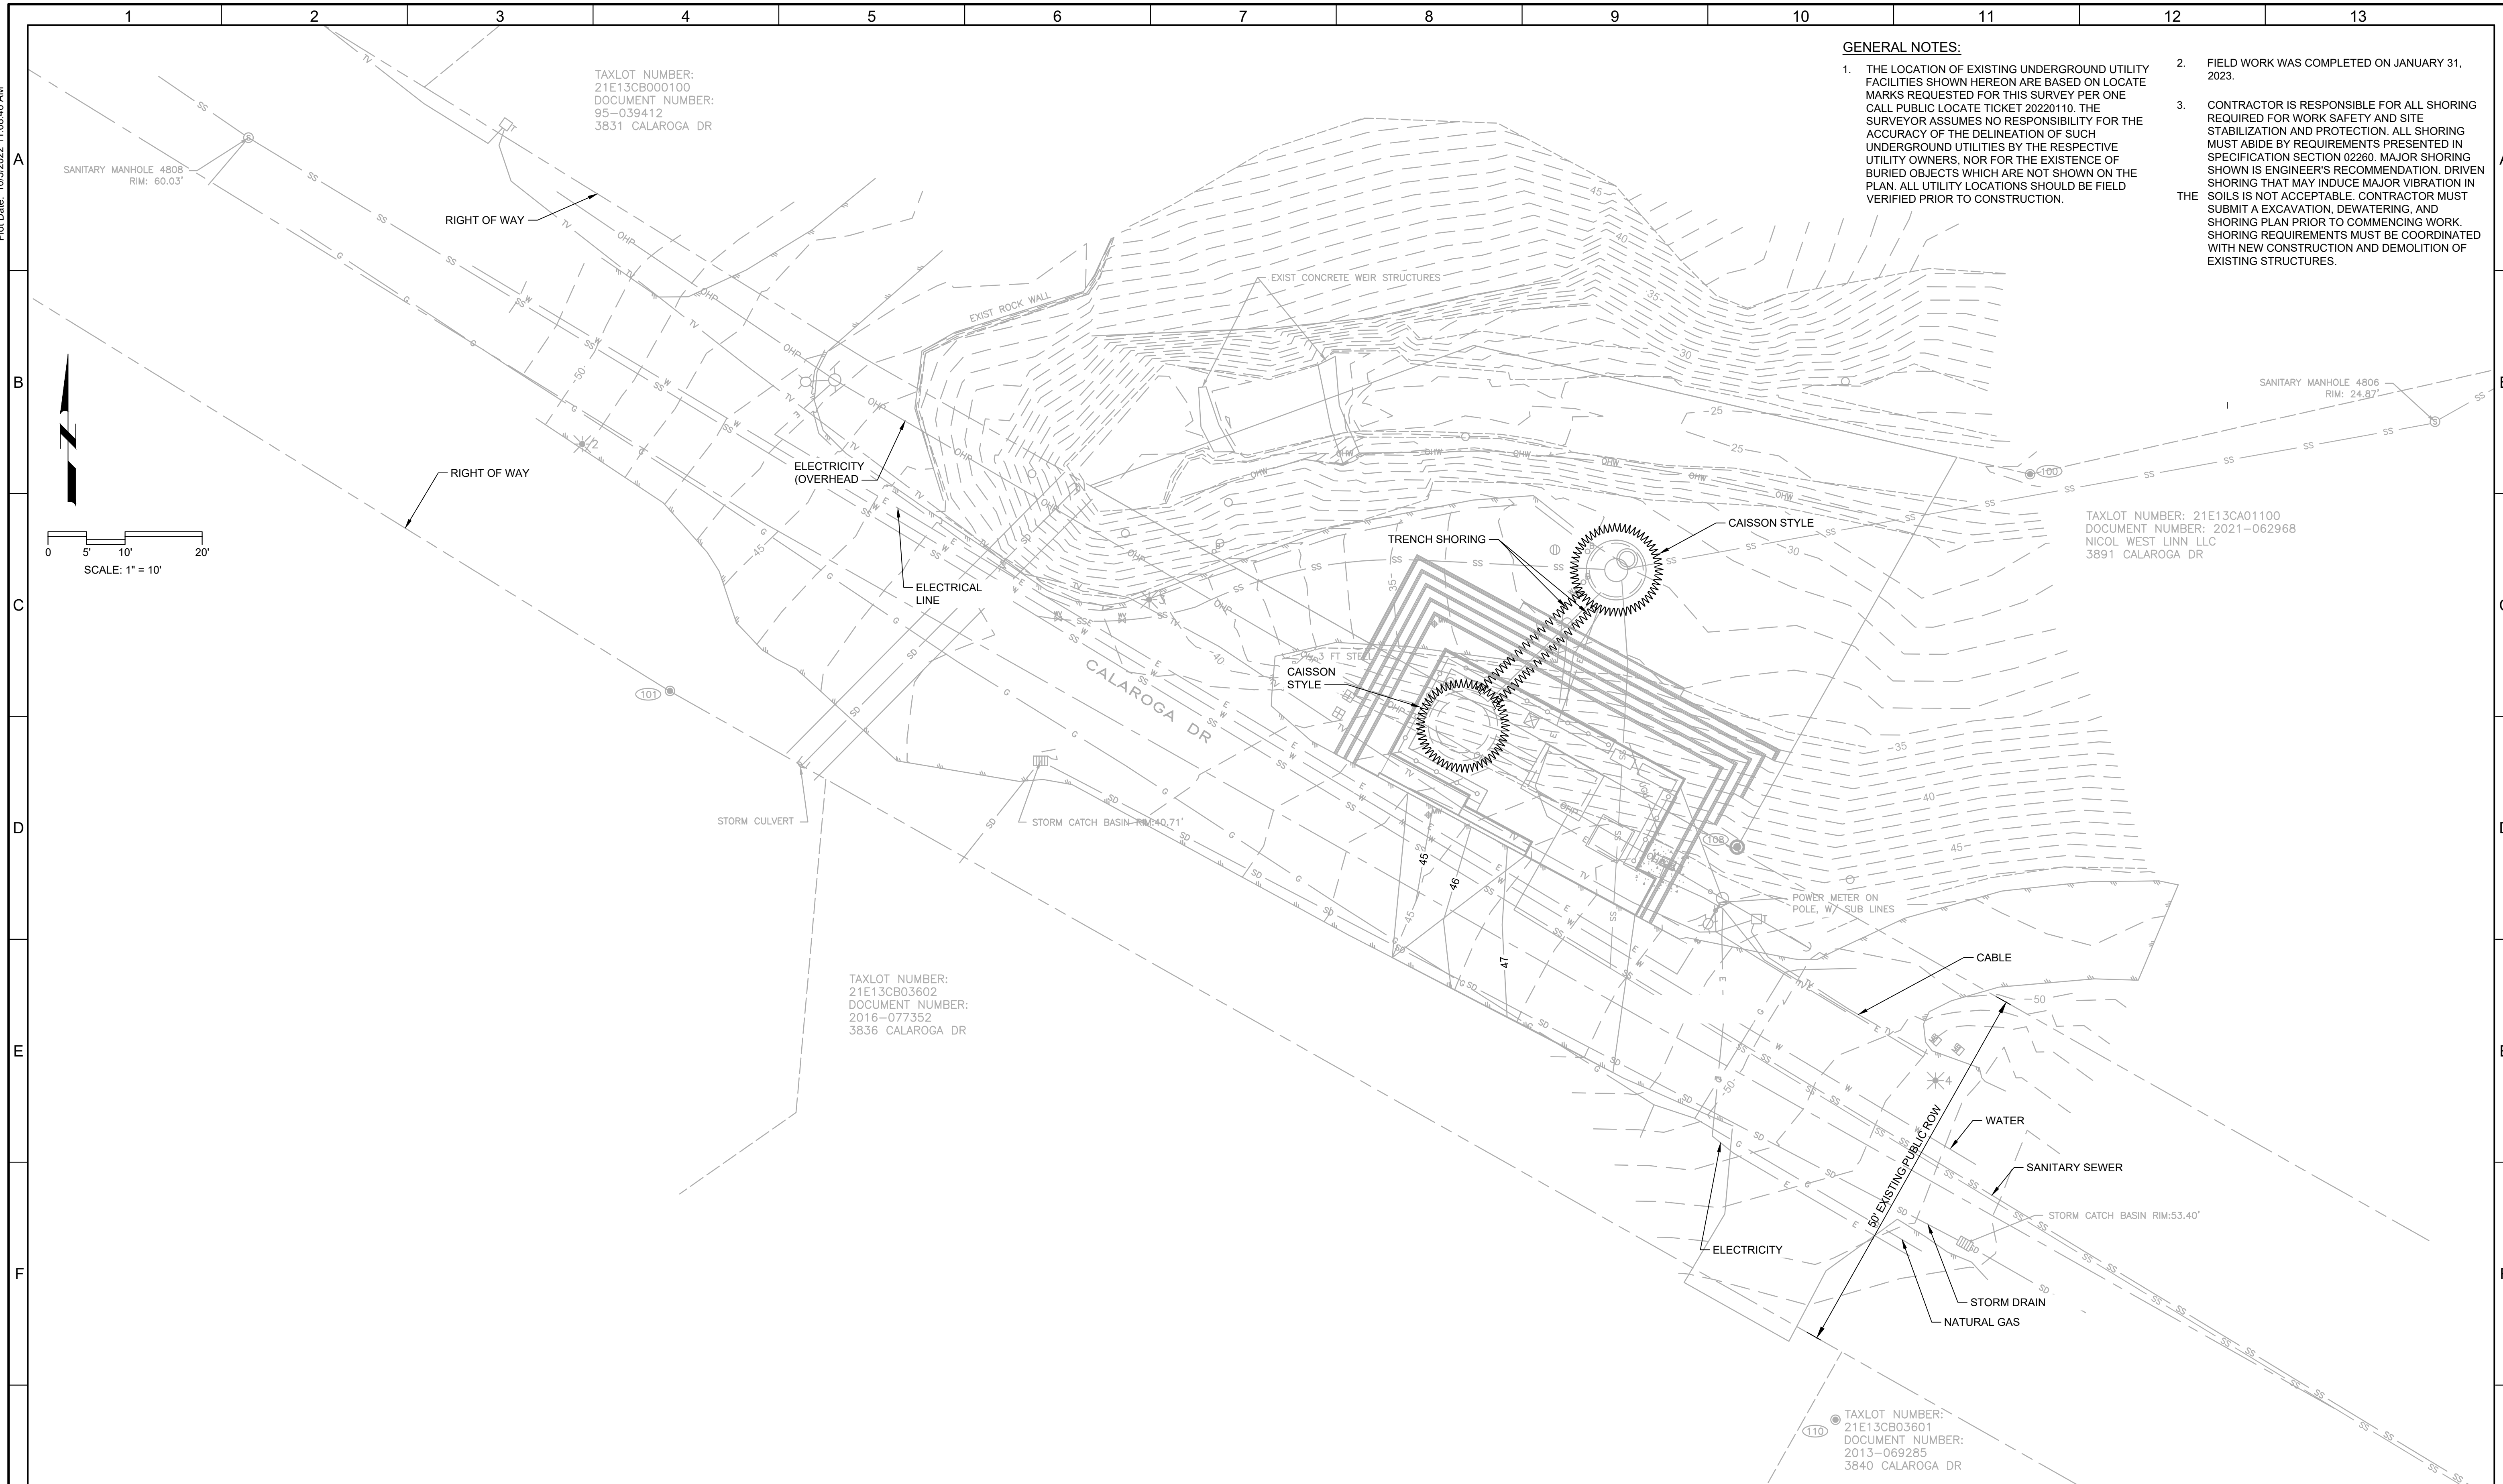 1 2 3 4 5 6 7 8 9 10 11 12 13
A
B
C
D
E
F
GENERAL NOTES:
1. THE LOCATION OF EXISTING UNDERGROUND UTILITY
FACILITIES SHOWN HEREON ARE BASED ON LOCATE
MARKS REQUESTED FOR THIS SURVEY PER ONE
CALL PUBLIC LOCATE TICKET 20220110. THE
SURVEYOR ASSUMES NO RESPONSIBILITY FOR THE
ACCURACY OF THE DELINEATION OF SUCH
UNDERGROUND UTILITIES BY THE RESPECTIVE
UTILITY OWNERS, NOR FOR THE EXISTENCE OF
BURIED OBJECTS WHICH ARE NOT SHOWN ON THE
PLAN. ALL UTILITY LOCATIONS SHOULD BE FIELD
VERIFIED PRIOR TO CONSTRUCTION.
2. FIELD WORK WAS COMPLETED ON JANUARY 31,
2023.
3. CONTRACTOR IS RESPONSIBLE FOR ALL SHORING
REQUIRED FOR WORK SAFETY AND SITE
STABILIZATION AND PROTECTION. ALL SHORING
MUST ABIDE BY REQUIREMENTS PRESENTED IN
SPECIFICATION SECTION 02260. MAJOR SHORING
SHOWN IS ENGINEER'S RECOMMENDATION. DRIVEN
SHORING THAT MAY INDUCE MAJOR VIBRATION IN
THE SOILS IS NOT ACCEPTABLE. CONTRACTOR MUST
SUBMIT A EXCAVATION, DEWATERING, AND
SHORING PLAN PRIOR TO COMMENCING WORK.
SHORING REQUIREMENTS MUST BE COORDINATED
WITH NEW CONSTRUCTION AND DEMOLITION OF
EXISTING STRUCTURES.
TAXLOT NUMBER:
21E13CB000100
DOCUMENT NUMBER:
95-039412
3831 CALAROGA DR
SANITARY MANHOLE 4808
RIM: 60.03'
RIGHT OF WAY
EXIST CONCRETE WEIR STRUCTURES
EXIST ROCK WALL
SANITARY MANHOLE 4806
RIM: 24.87'
RIGHT OF WAY
ELECTRICITY
(OVERHEAD
0 5' 10' 20'
SCALE: 1" = 10'
ELECTRICAL
LINE
TRENCH SHORING
CAISSON STYLE
TAXLOT NUMBER: 21E13CA01100
DOCUMENT NUMBER: 2021-062968
NICOL WEST LINN LLC
3891 CALAROGA DR
CAISSON
STYLE
CALAROGA DR
100
101
108
110
2
3
4
STORM CULVERT
STORM CATCH BASIN RIM:40.71'
POWER METER ON
POLE, W/ SUB LINES
45
46
47
TAXLOT NUMBER:
21E13CB03602
DOCUMENT NUMBER:
2016-077352
3836 CALAROGA DR
CABLE
50' EXISTING PUBLIC ROW
WATER
SANITARY SEWER
STORM CATCH BASIN RIM:53.40'
ELECTRICITY
STORM DRAIN
NATURAL GAS
TAXLOT NUMBER:
21E13CB03601
DOCUMENT NUMBER:
2013-069285
3840 CALAROGA DR